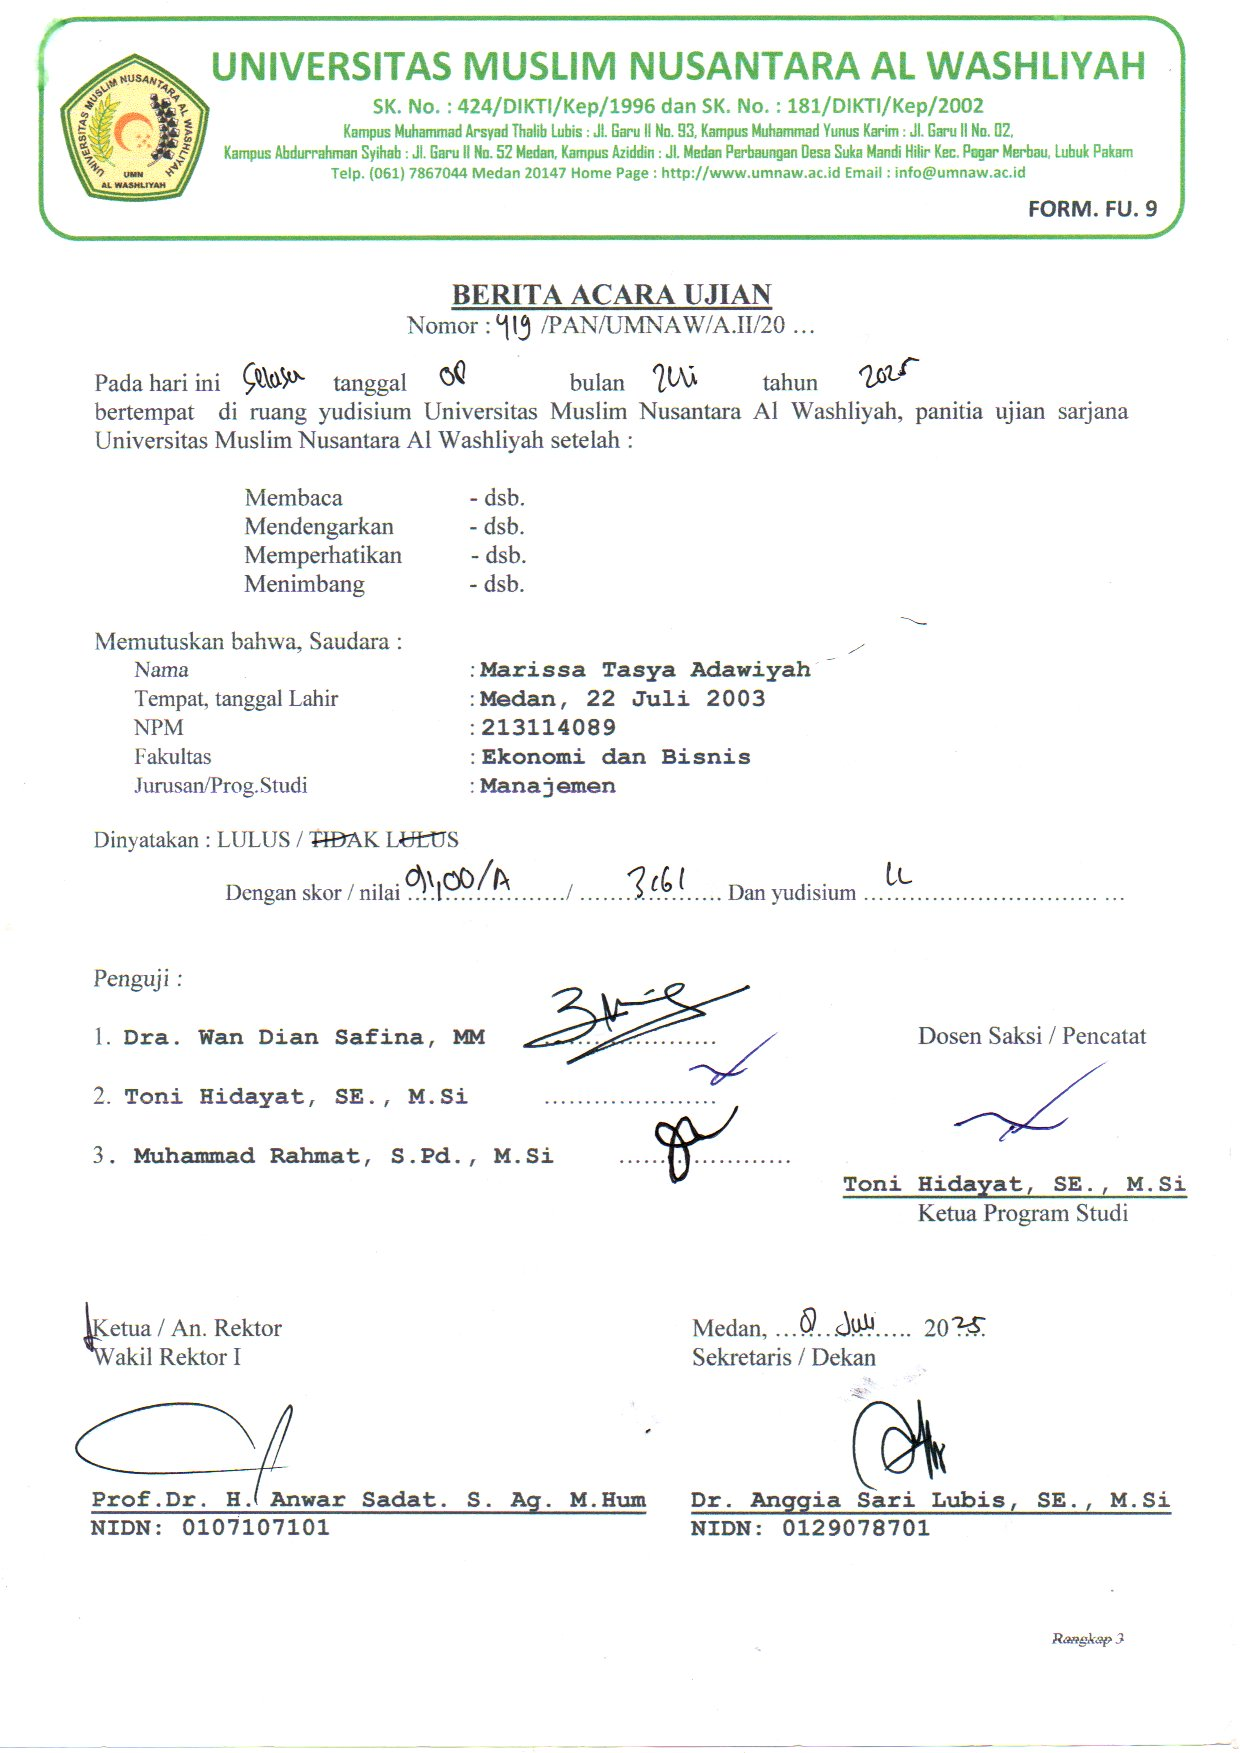 UNIVERSITAS MUSLIM NUSANTARA AL WASHLIYAH
SK. No. : 424/DIKTI/Kep/1996 dan SK. No. : 181/DIKTI/Kep/2002
Kampus Muhammad Arsyad Thalib Lubis : Jl. Garu II No. 93, Kampus Muhammad Yunus Karim : Jl. Garu II No. 02,
Kampus Abdurrahman Syihab : Jl. Garu II No. 52 Medan, Kampus Aziddin : Jl. Medan Perbaungan Desa Suka Mandi Hilir Kec. Pagar Merbau, Lubuk Pakam
Telp. (061) 7867044 Medan 20147 Home Page : http://www.umnaw.ac.id Email : info@umnaw.ac.id
UNIVERSITAS MUSLIM NUSANTARA AL WASHLIYAH
UMN
AL WASHLIYAH
FORM. FU. 9
BERITA ACARA UJIAN
Nomor : 419 /PAN/UMNAW/A.II/20 ...
Pada hari ini Selasa tanggal 08 bulan Juli tahun 2025
bertempat di ruang yudisium Universitas Muslim Nusantara Al Washliyah, panitia ujian sarjana
Universitas Muslim Nusantara Al Washliyah setelah :
Membaca - dsb.
Mendengarkan - dsb.
Memperhatikan - dsb.
Menimbang - dsb.
Memutuskan bahwa, Saudara :
Nama : Marissa Tasya Adawiyah
Tempat, tanggal Lahir : Medan, 22 Juli 2003
NPM : 213114089
Fakultas : Ekonomi dan Bisnis
Jurusan/Prog.Studi : Manajemen
Dinyatakan : LULUS / TIDAK LULUS
Dengan skor / nilai 91,00/A / 3,61 Dan yudisium
Penguji :
1. Dra. Wan Dian Safina, MM
Dosen Saksi / Pencatat
2. Toni Hidayat, SE., M.Si
3. Muhammad Rahmat, S.Pd., M.Si
Toni Hidayat, SE., M.Si
Ketua Program Studi
Ketua / An. Rektor
Wakil Rektor I
Medan, 8 Juli 2025
Sekretaris / Dekan
Prof.Dr. H. Anwar Sadat. S. Ag. M.Hum
NIDN: 0107107101
Dr. Anggia Sari Lubis, SE., M.Si
NIDN: 0129078701
Rangkap 3